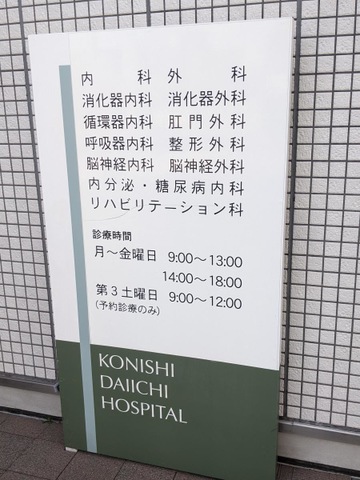 内科 外科
消化器内科 消化器外科
循環器内科 肛門外科
呼吸器内科 整形外科
脳神経内科 脳神経外科
内分泌・糖尿病内科
リハビリテーション科
診療時間
月～金曜日 9:00～13:00
14:00～18:00
第3土曜日 9:00～12:00
(予約診療のみ)
KONISHI
DAIICHI
HOSPITAL